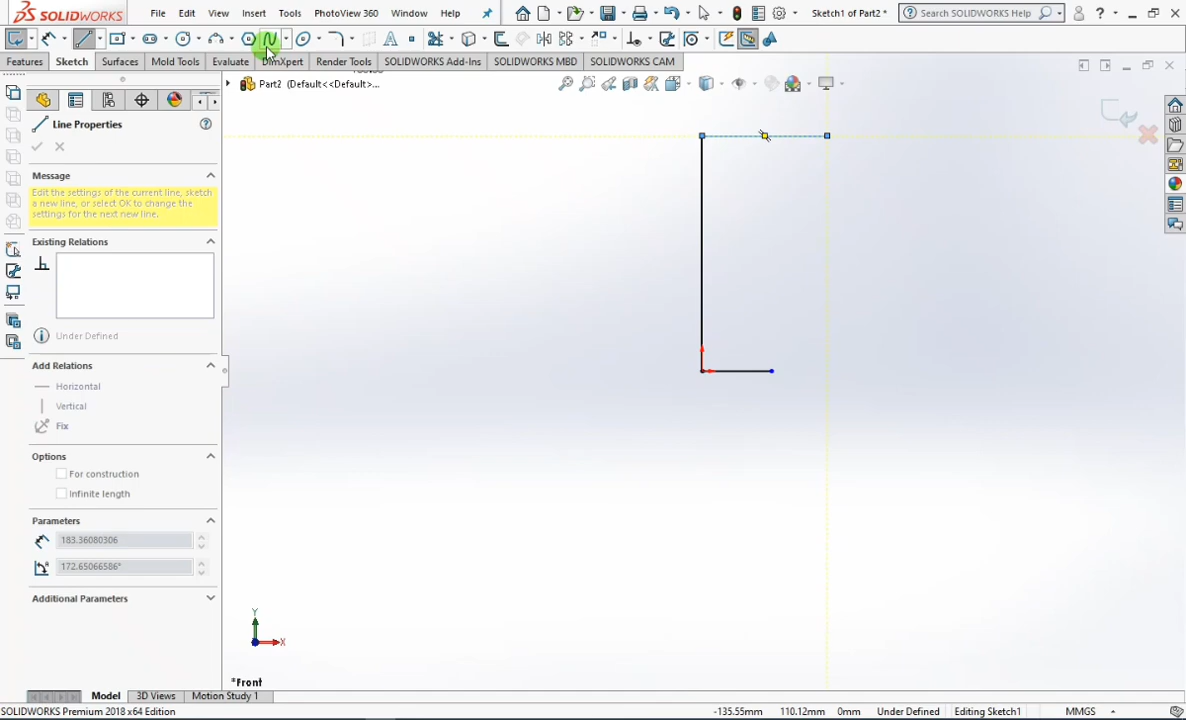 SOLIDWORKS File Edit View Insert Tools PhotoView 360 Window Help Sketch1 of Part2 * Search SOLIDWORKS Help
Features Sketch Surfaces Mold Tools Evaluate DimXpert Render Tools SOLIDWORKS Add-Ins SOLIDWORKS MBD SOLIDWORKS CAM
Part2 (Default<<Default>...
Line Properties
Message
Edit the settings of the current line, sketch
a new line, or select OK to change the
settings for the next new line.
Existing Relations
Under Defined
Add Relations
Horizontal
Vertical
Fix
Options
For construction
Infinite length
Parameters
183.36080306
172.65066586°
Additional Parameters
Y
X
*Front
Model 3D Views Motion Study 1
SOLIDWORKS Premium 2018 x64 Edition -135.55mm 110.12mm 0mm Under Defined Editing Sketch1 MMGS